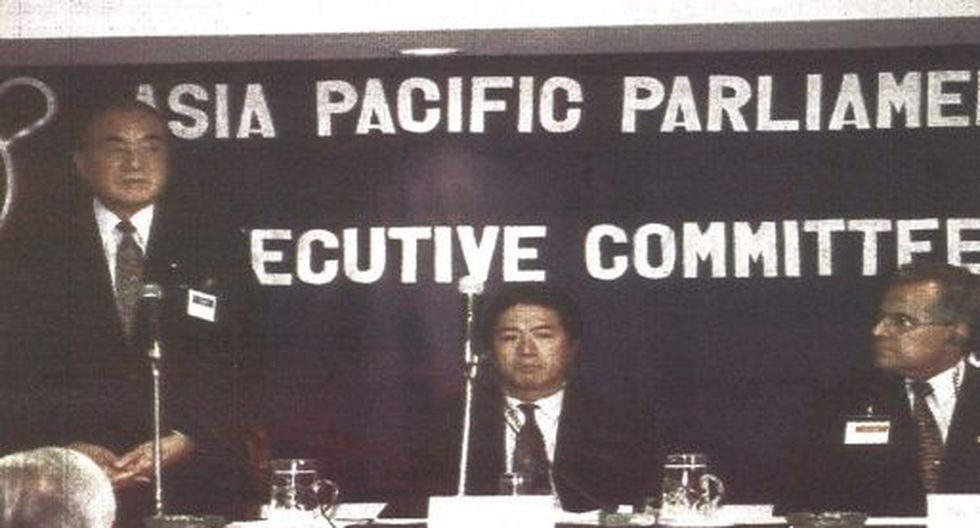 ASIA PACIFIC PARLIAME
ECUTIVE COMMITTEE